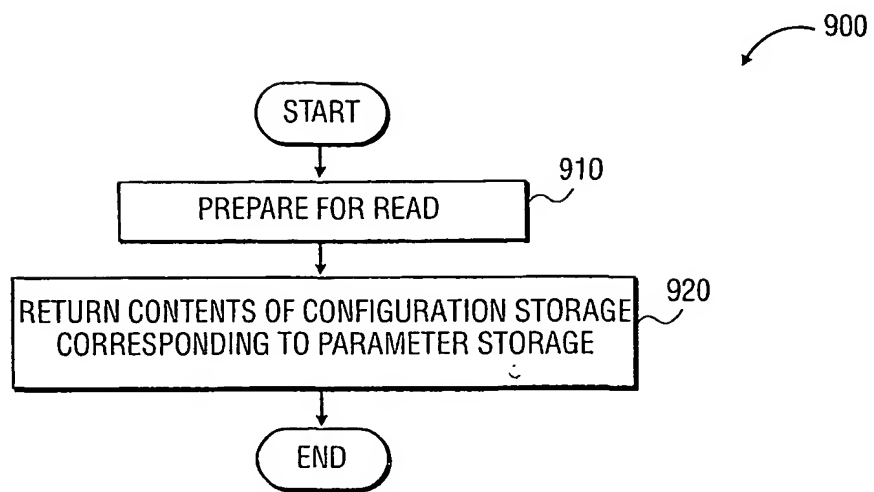 900
START
910
PREPARE FOR READ
920
RETURN CONTENTS OF CONFIGURATION STORAGE
CORRESPONDING TO PARAMETER STORAGE
END